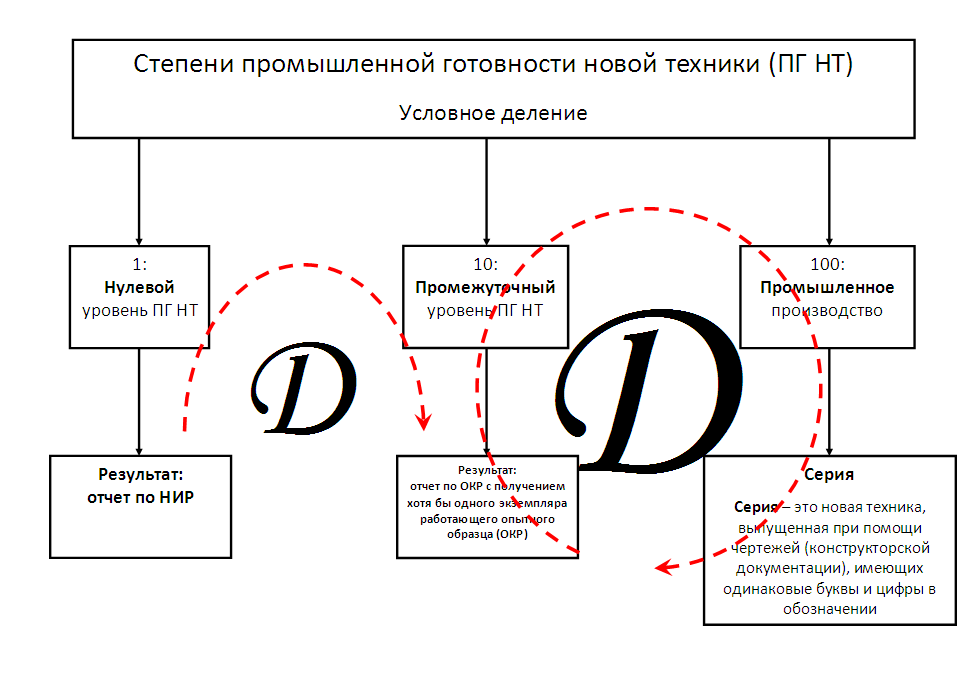 Степени промышленной готовности новой техники (ПГ НТ)
Условное деление
1:
Нулевой
уровень ПГ НТ
10:
Промежуточный
уровень ПГ НТ
100:
Промышленное
производство
D
D
Результат:
отчет по НИР
Результат:
отчет по ОКР с получением
хотя бы одного экземпляра
работающего опытного
образца (ОКР)
Серия
Серия – это новая техника,
выпущенная при помощи
чертежей (конструкторской
документации), имеющих
одинаковые буквы и цифры в
обозначении